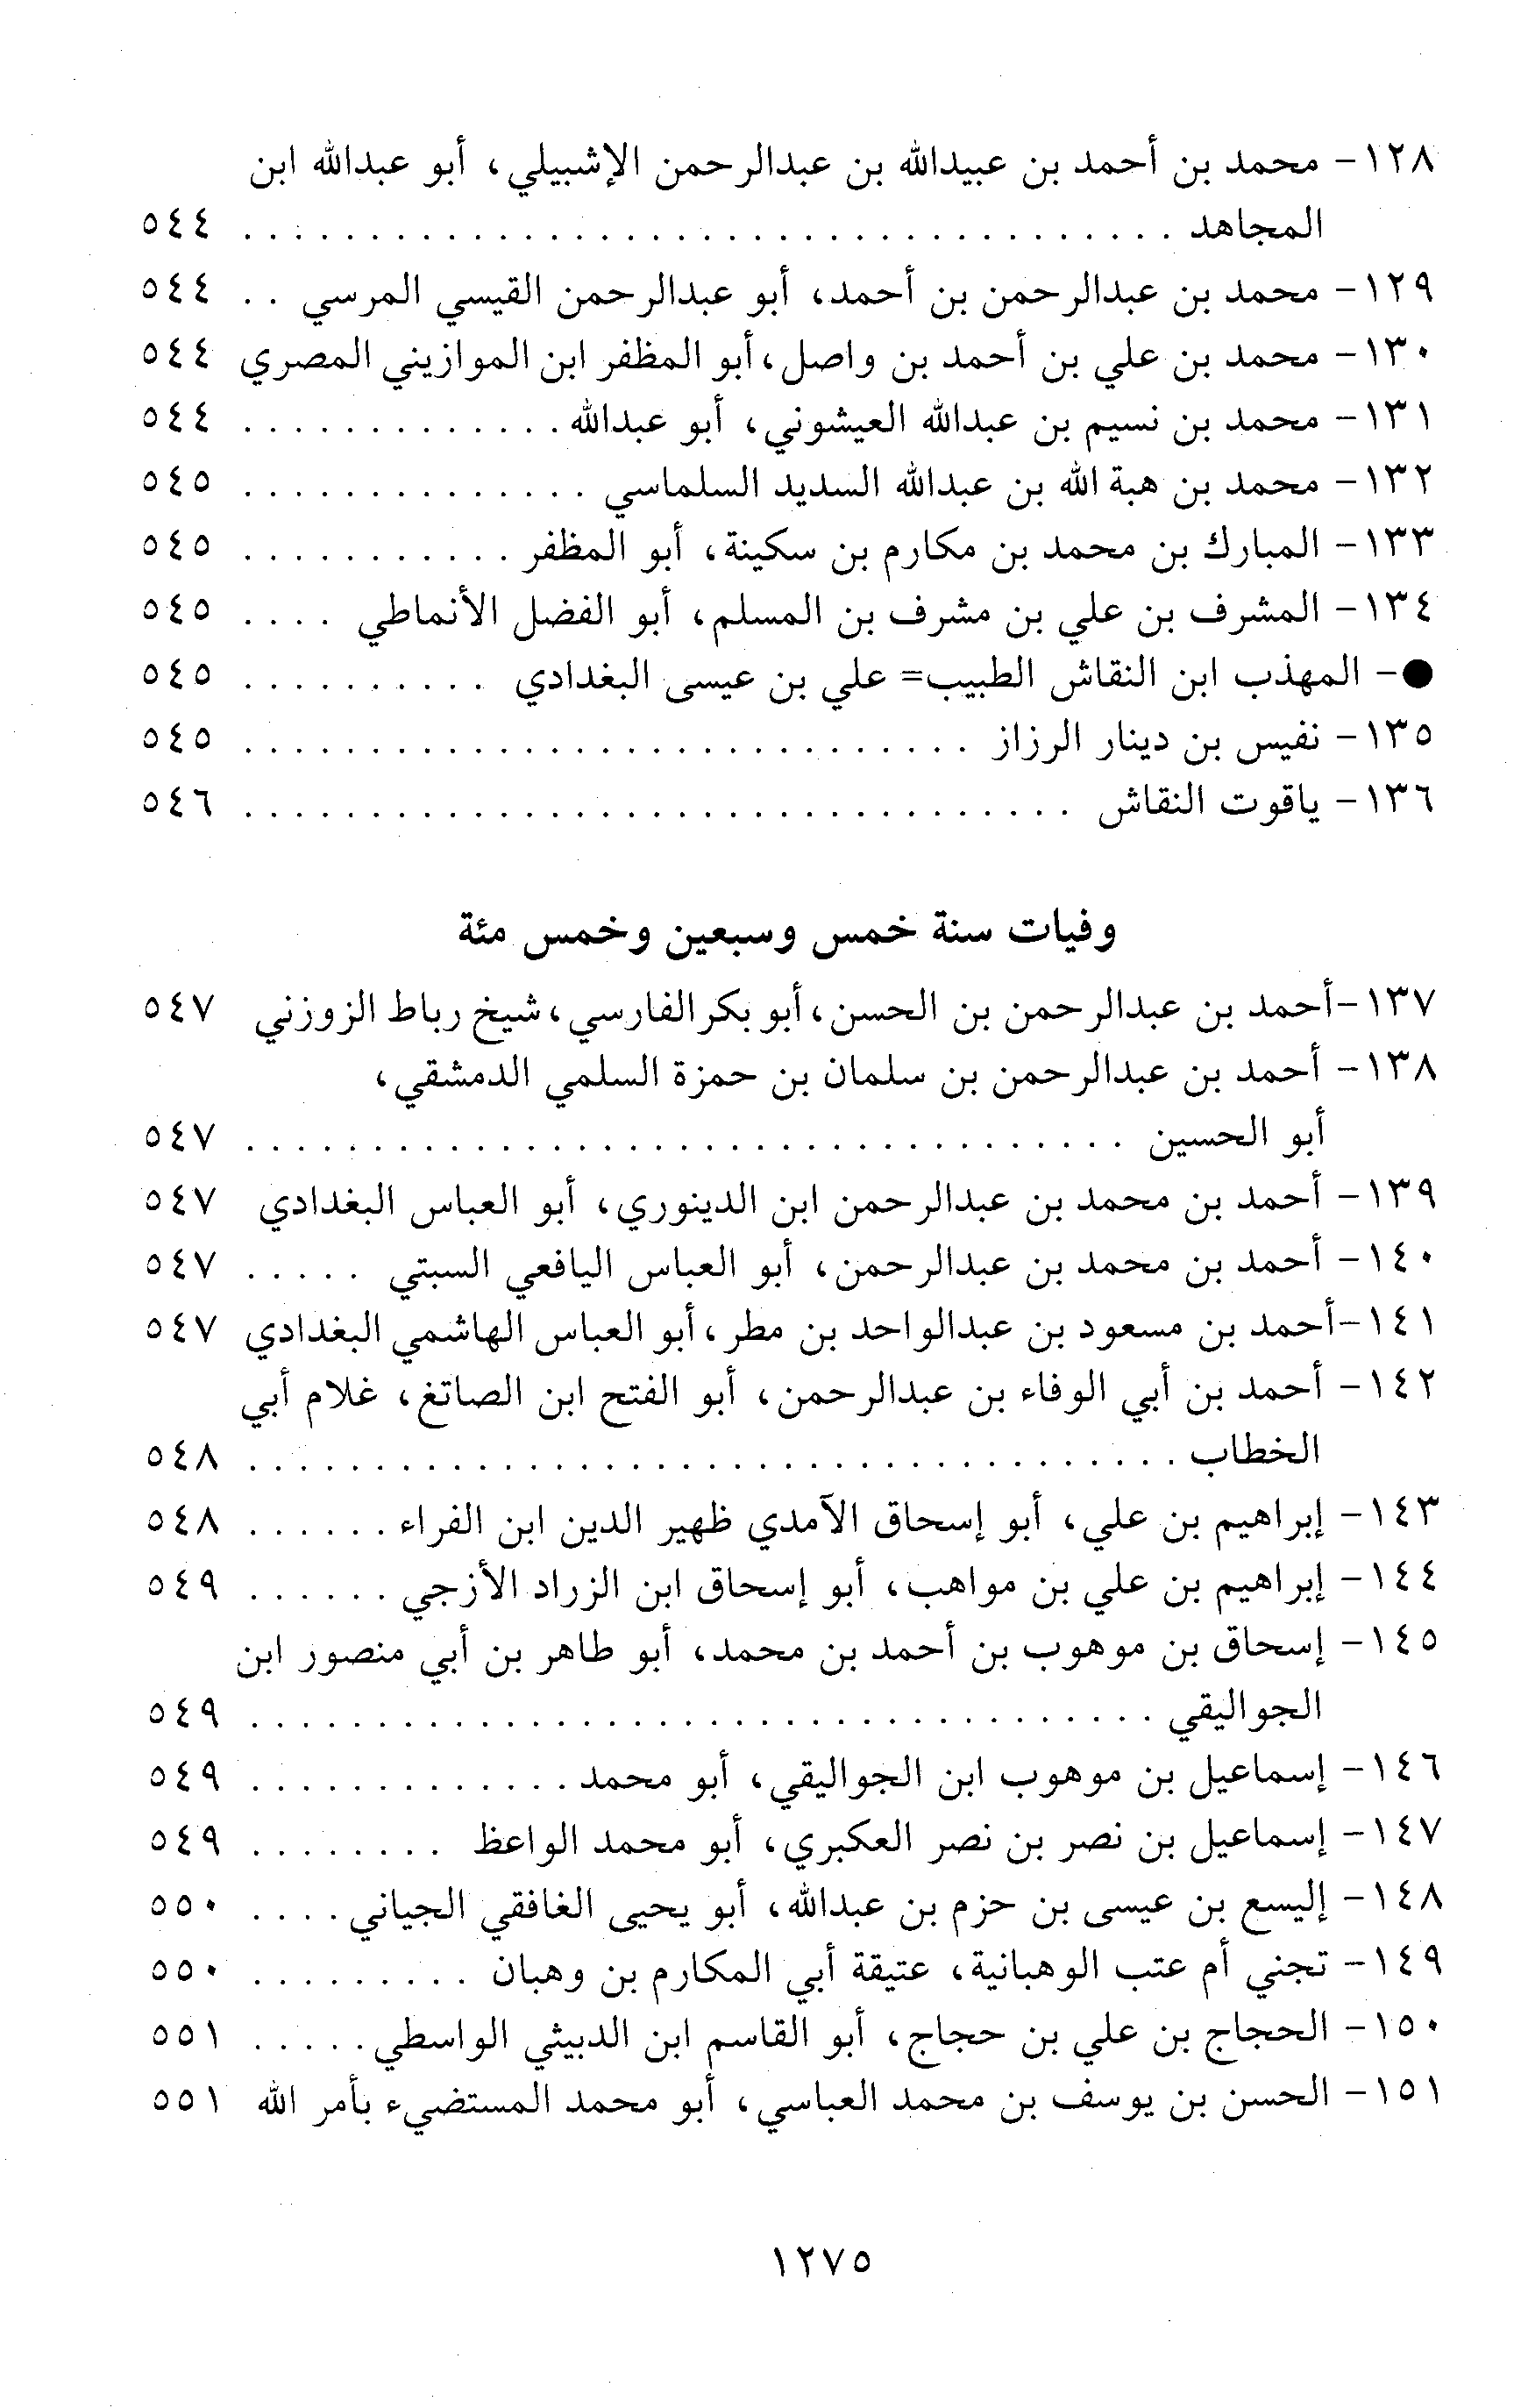 ١٢٨- محمد بن أحمد بن عبيدالله بن عبدالرحمن الإشبيلي، أبو عبدالله ابن
المجاهد . . . . . . . . . . . . . . . . . . . . . . . . . . . . . . . . . . . . . ٥٤٤
١٢٩- محمد بن عبدالرحمن بن أحمد، أبو عبدالرحمن القيسي المرسي . . ٥٤٤
١٣٠- محمد بن علي بن أحمد بن واصل، أبو المظفر ابن الموازيني المصري ٥٤٤
١٣١- محمد بن نسيم بن عبدالله العيشوني، أبو عبدالله . . . . . . . . . . . . . ٥٤٤
١٣٢- محمد بن هبة الله بن عبدالله السديد السلماسي . . . . . . . . . . . . . . ٥٤٥
١٣٣- المبارك بن محمد بن مكارم بن سكينة، أبو المظفر . . . . . . . . . . . ٥٤٥
١٣٤- المشرف بن علي بن مشرف بن المسلم، أبو الفضل الأنماطي . . . . ٥٤٥
●- المهذب ابن النقاش الطبيب= علي بن عيسى البغدادي . . . . . . . . . . ٥٤٥
١٣٥- نفيس بن دينار الرزاز . . . . . . . . . . . . . . . . . . . . . . . . . . . . . ٥٤٥
١٣٦- ياقوت النقاش . . . . . . . . . . . . . . . . . . . . . . . . . . . . . . . . . ٥٤٦
وفيات سنة خمس وسبعين وخمس مئة
١٣٧-أحمد بن عبدالرحمن بن الحسن، أبو بكر الفارسي، شيخ رباط الزوزني ٥٤٧
١٣٨- أحمد بن عبدالرحمن بن سلمان بن حمزة السلمي الدمشقي،
أبو الحسين . . . . . . . . . . . . . . . . . . . . . . . . . . . . . . . . . . . ٥٤٧
١٣٩- أحمد بن محمد بن عبدالرحمن ابن الدينوري، أبو العباس البغدادي ٥٤٧
١٤٠- أحمد بن محمد بن عبدالرحمن، أبو العباس اليافعي السبتي . . . . . ٥٤٧
١٤١-أحمد بن مسعود بن عبدالواحد بن مطر، أبو العباس الهاشمي البغدادي ٥٤٧
١٤٢- أحمد بن أبي الوفاء بن عبدالرحمن، أبو الفتح ابن الصائغ، غلام أبي
الخطاب . . . . . . . . . . . . . . . . . . . . . . . . . . . . . . . . . . . . . ٥٤٨
١٤٣- إبراهيم بن علي، أبو إسحاق الآمدي ظهير الدين ابن الفراء . . . . . . ٥٤٨
١٤٤- إبراهيم بن علي بن مواهب، أبو إسحاق ابن الزراد الأزجي . . . . . . ٥٤٩
١٤٥- إسحاق بن موهوب بن أحمد بن محمد، أبو طاهر بن أبي منصور ابن
الجواليقي . . . . . . . . . . . . . . . . . . . . . . . . . . . . . . . . . . . . ٥٤٩
١٤٦- إسماعيل بن موهوب ابن الجواليقي، أبو محمد . . . . . . . . . . . . . ٥٤٩
١٤٧- إسماعيل بن نصر بن نصر العكبري، أبو محمد الواعظ . . . . . . . . ٥٤٩
١٤٨- إليسع بن عيسى بن حزم بن عبدالله، أبو يحيى الغافقي الجياني . . . . ٥٥٠
١٤٩- تجني أم عتب الوهبانية، عتيقة أبي المكارم بن وهبان . . . . . . . . . ٥٥٠
١٥٠- الحجاج بن علي بن حجاج، أبو القاسم ابن الدبيثي الواسطي . . . . . ٥٥١
١٥١- الحسن بن يوسف بن محمد العباسي، أبو محمد المستضيء بأمر الله ٥٥١
١٢٧٥